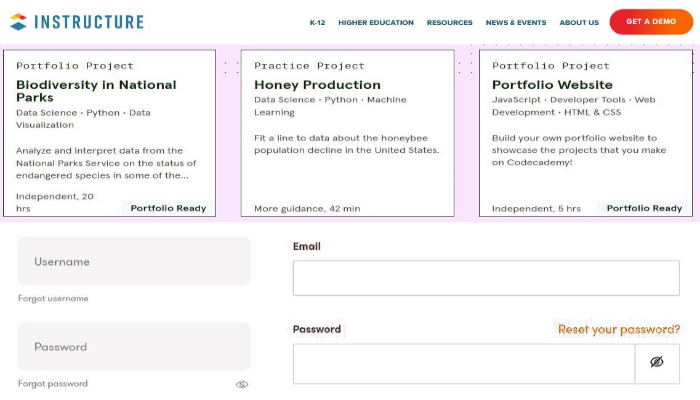 INSTRUCTURE
K-12 HIGHER EDUCATION RESOURCES NEWS & EVENTS ABOUT US GET A DEMO
Portfolio Project
Biodiversity in National
Parks
Data Science • Python • Data
Visualization
Analyze and interpret data from the
National Parks Service on the status of
endangered species in some of the...
Independent, 20
hrs
Portfolio Ready
Practice Project
Honey Production
Data Science • Python • Machine
Learning
Fit a line to data about the honeybee
population decline in the United States.
More guidance, 42 min
Portfolio Project
Portfolio Website
JavaScript • Developer Tools • Web
Development • HTML & CSS
Build your own portfolio website to
showcase the projects that you make
on Codecademy!
Independent, 5 hrs
Portfolio Ready
Username
Forgot username
Password
Forgot password
Email
Password Reset your password?